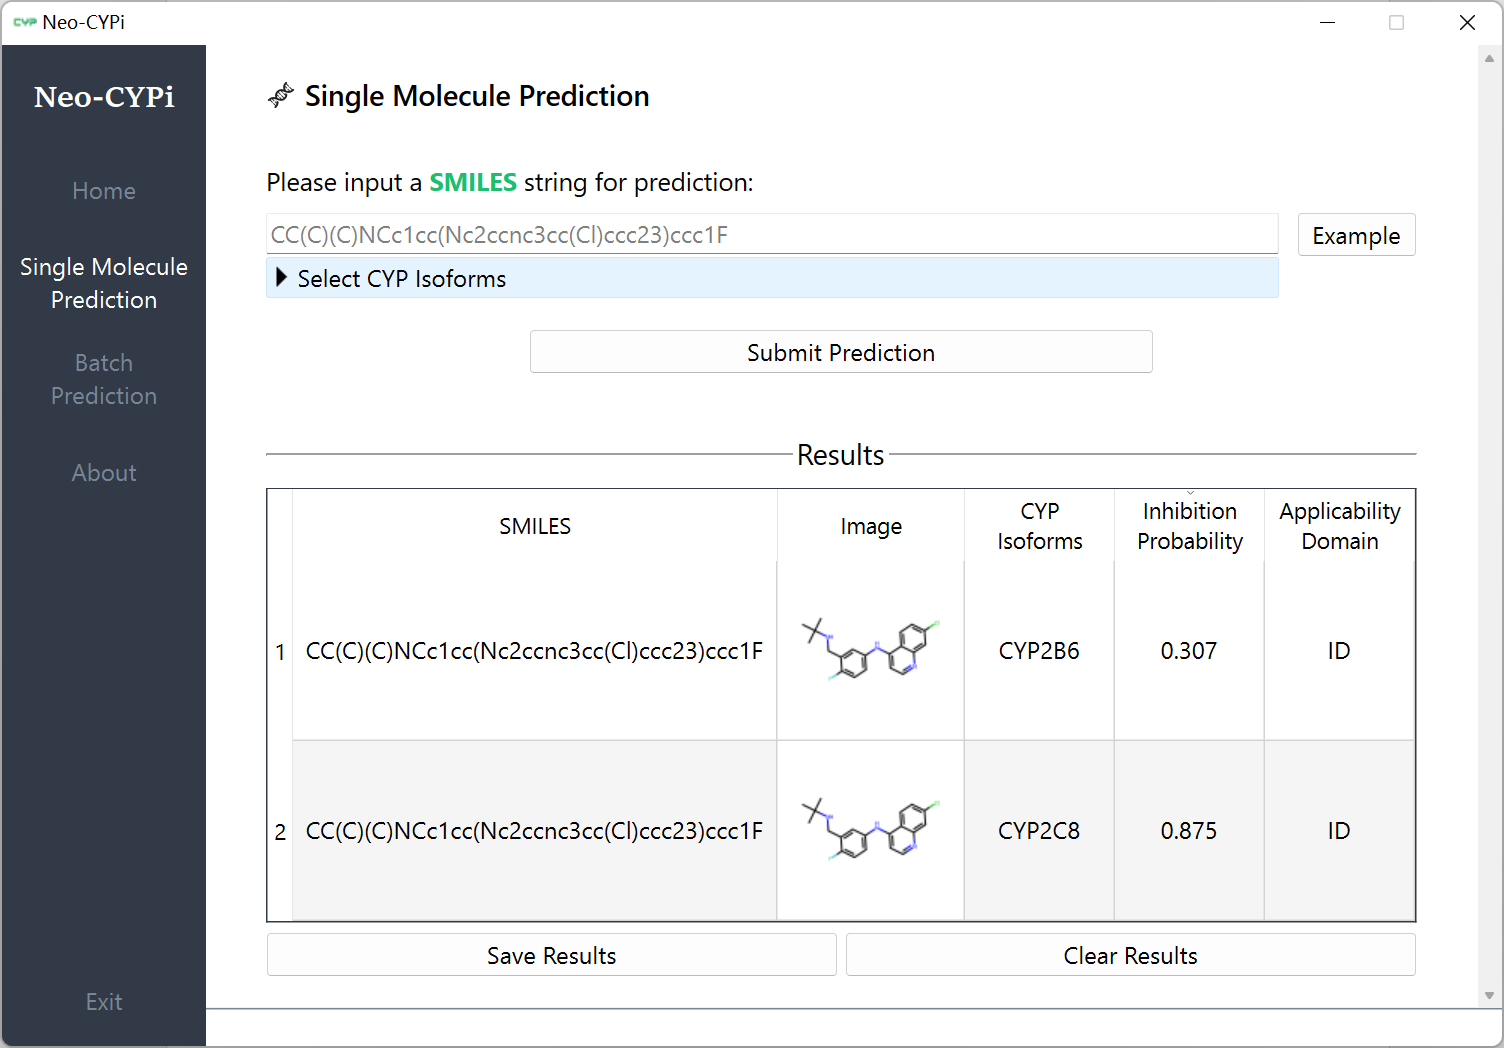 CYP Neo-CYPi
Neo-CYPi
Home
Single Molecule
Prediction
Batch
Prediction
About
Exit
Single Molecule Prediction
Please input a SMILES string for prediction:
CC(C)(C)NCc1cc(Nc2ccnc3cc(Cl)ccc23)ccc1F
Example
Select CYP Isoforms
Submit Prediction
Results
SMILES
Image
CYP
Isoforms
Inhibition
Probability
Applicability
Domain
1 CC(C)(C)NCc1cc(Nc2ccnc3cc(Cl)ccc23)ccc1F CYP2B6 0.307 ID
2 CC(C)(C)NCc1cc(Nc2ccnc3cc(Cl)ccc23)ccc1F CYP2C8 0.875 ID
Save Results
Clear Results